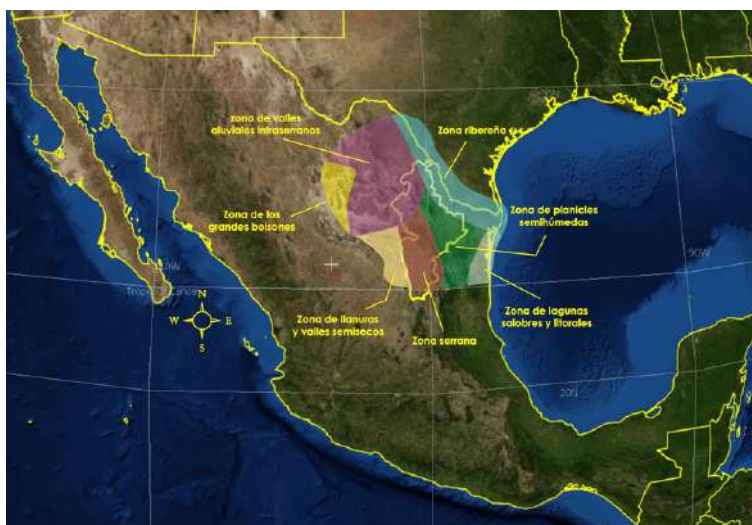 zona de valles
aluviales intraserranos
Zona ribereña
Zona de los
grandes bolsones
Zona de planicies
semihúmedas
90W
N
W
E
S
Zona de llanuras
y valles semisecos
Zona serrana
Zona de lagunas
salobres y litorales
20N